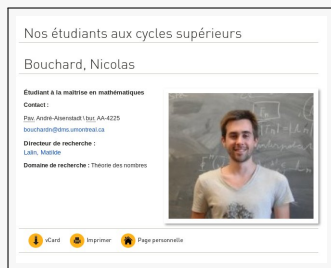 Nos étudiants aux cycles supérieurs
Bouchard, Nicolas
Étudiant à la maîtrise en mathématiques
Contact :
Pav. André-Aisenstadt \ bur. AA-4225
bouchardn@dms.umontreal.ca
Directeur de recherche :
Lalin, Matilde
Domaine de recherche : Théorie des nombres
vCard Imprimer Page personnelle